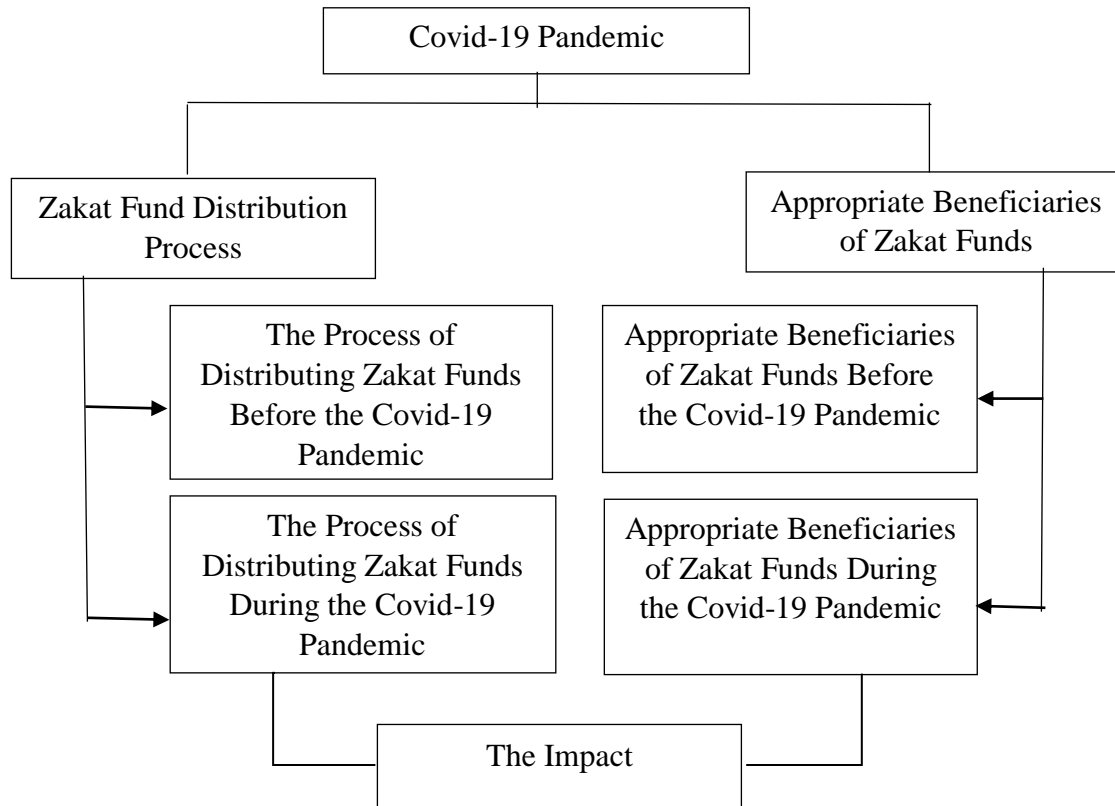 Covid-19 Pandemic
Zakat Fund Distribution
Process
Appropriate Beneficiaries
of Zakat Funds
The Process of
Distributing Zakat Funds
Before the Covid-19
Pandemic
Appropriate Beneficiaries
of Zakat Funds Before
the Covid-19 Pandemic
The Process of
Distributing Zakat Funds
During the Covid-19
Pandemic
Appropriate Beneficiaries
of Zakat Funds During
the Covid-19 Pandemic
The Impact